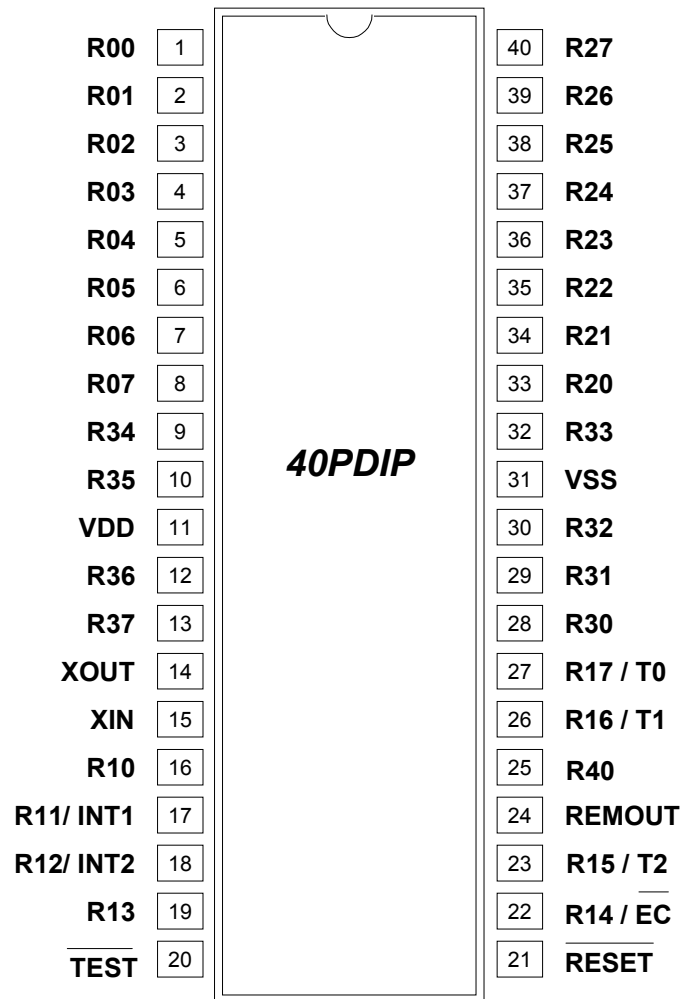 R00 1 40 R27
R01 2 39 R26
R02 3 38 R25
R03 4 37 R24
R04 5 36 R23
R05 6 35 R22
R06 7 34 R21
R07 8 33 R20
R34 9 32 R33
R35 10 40PDIP 31 VSS
VDD 11 30 R32
R36 12 29 R31
R37 13 28 R30
XOUT 14 27 R17 / T0
XIN 15 26 R16 / T1
R10 16 25 R40
R11/ INT1 17 24 REMOUT
R12/ INT2 18 23 R15 / T2
R13 19 22 R14 / E̅C̅
T̅E̅S̅T̅ 20 21 R̅E̅S̅E̅T̅